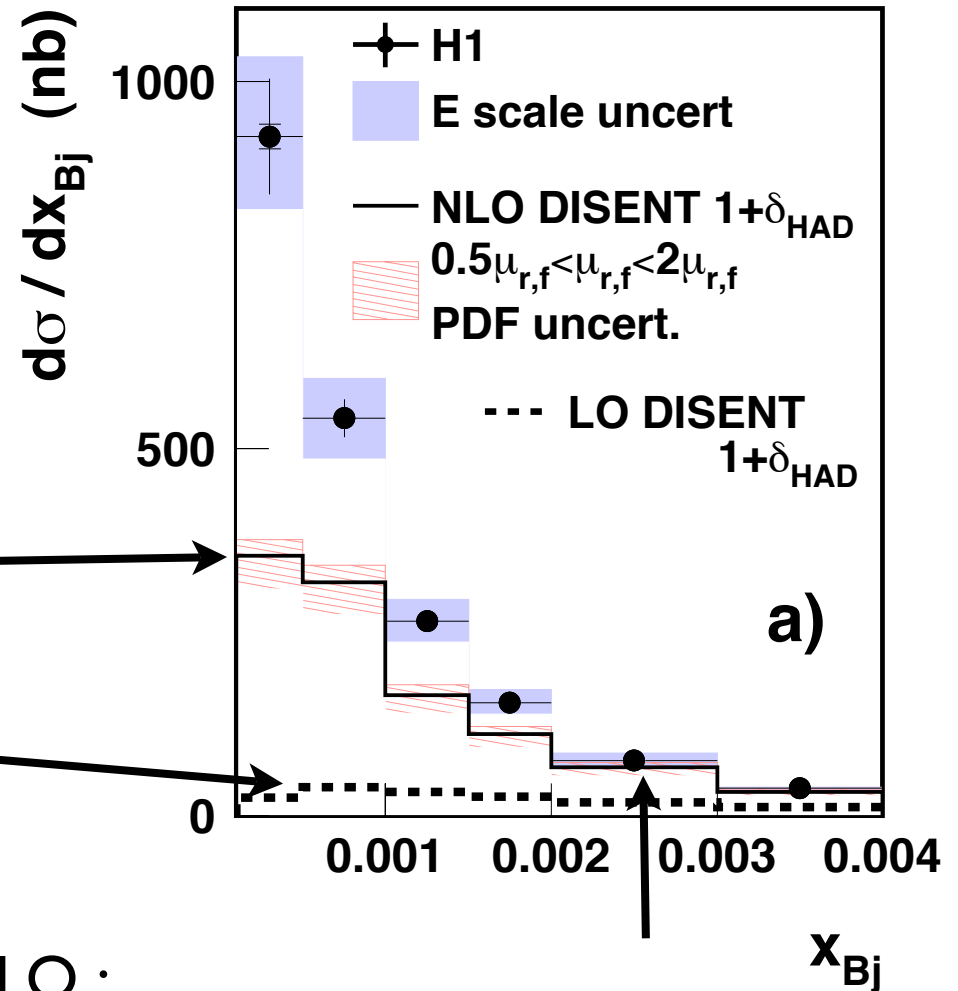 dσ / dx_Bj (nb)
1000
500
0
H1
E scale uncert
NLO DISENT 1+δ_HAD
0.5μ_r,f<μ_r,f<2μ_r,f
PDF uncert.
LO DISENT
1+δ_HAD
a)
0.001 0.002 0.003 0.004
x_Bj